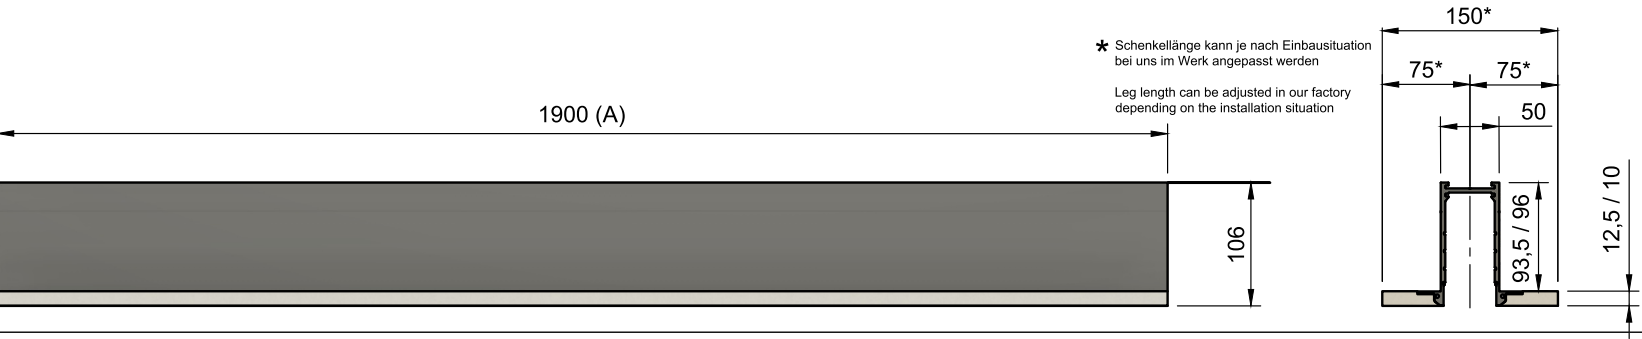 150*
* Schenkellänge kann je nach Einbausituation
bei uns im Werk angepasst werden
75* 75*
Leg length can be adjusted in our factory
depending on the installation situation
1900 (A)
50
106
93,5 / 96
12,5 / 10